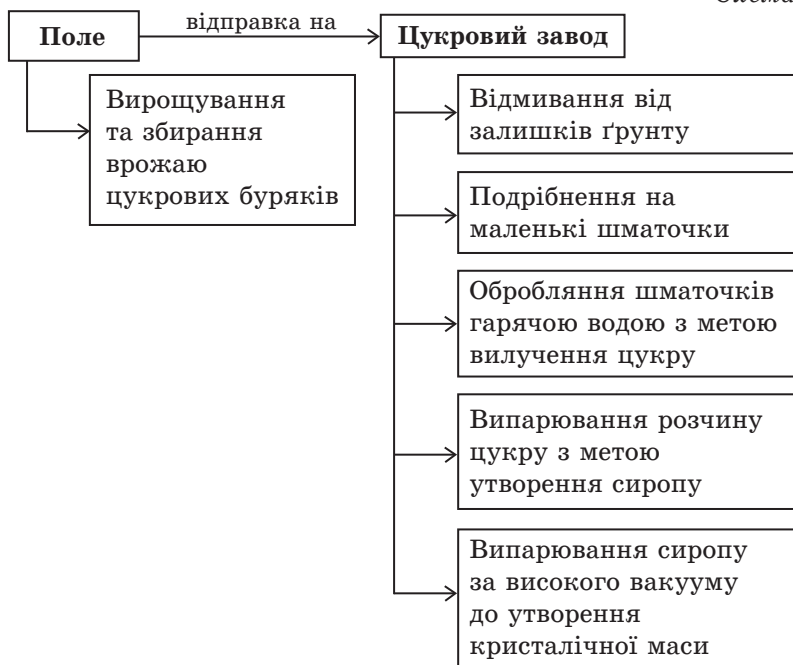 Поле
відправка на
Цукровий завод
Вирощування
та збирання
врожаю
цукрових буряків
Відмивання від
залишків ґрунту
Подрібнення на
маленькі шматочки
Обробляння шматочків
гарячою водою з метою
вилучення цукру
Випарювання розчину
цукру з метою
утворення сиропу
Випарювання сиропу
за високого вакууму
до утворення
кристалічної маси